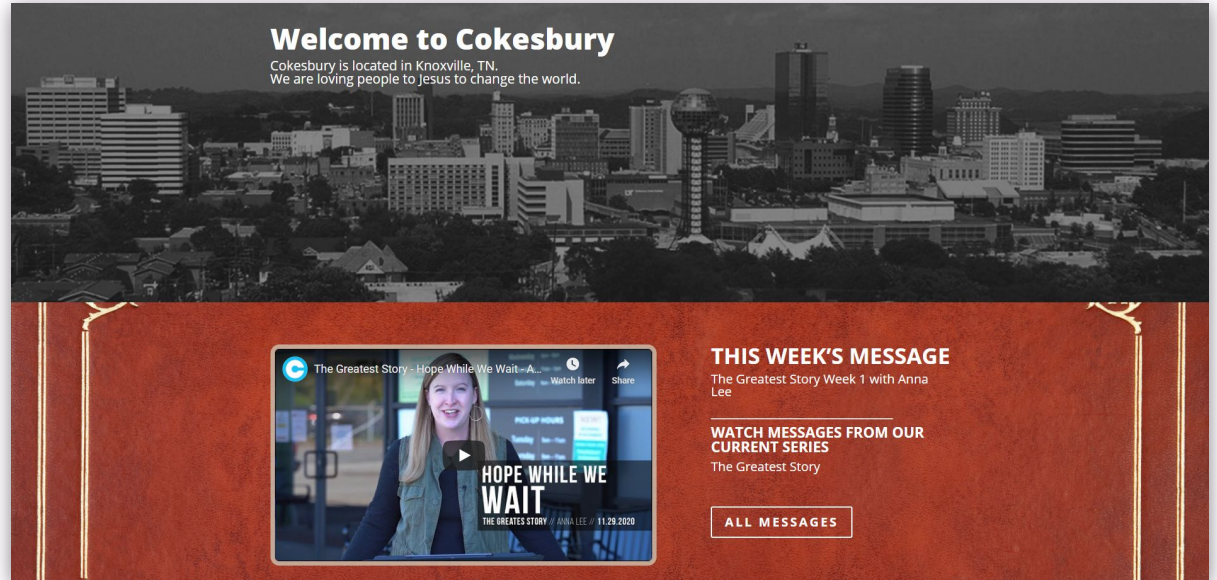 Welcome to Cokesbury
Cokesbury is located in Knoxville, TN.
We are loving people to Jesus to change the world.
The Greatest Story - Hope While We Wait - A...
Watch later
Share
PICK-UP HOURS
HOPE WHILE WE
WAIT
THE GREATES STORY // ANNA LEE // 11.29.2020
THIS WEEK'S MESSAGE
The Greatest Story Week 1 with Anna
Lee
WATCH MESSAGES FROM OUR
CURRENT SERIES
The Greatest Story
ALL MESSAGES